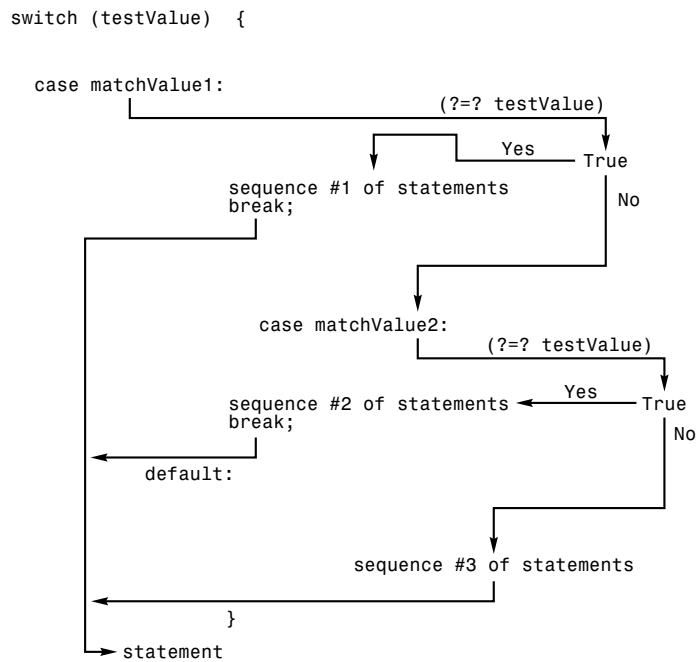 switch (testValue) {
case matchValue1:
(?=? testValue)
Yes
True
sequence #1 of statements
No
break;
case matchValue2:
(?=? testValue)
Yes
sequence #2 of statements
True
break;
No
default:
sequence #3 of statements
}
statement